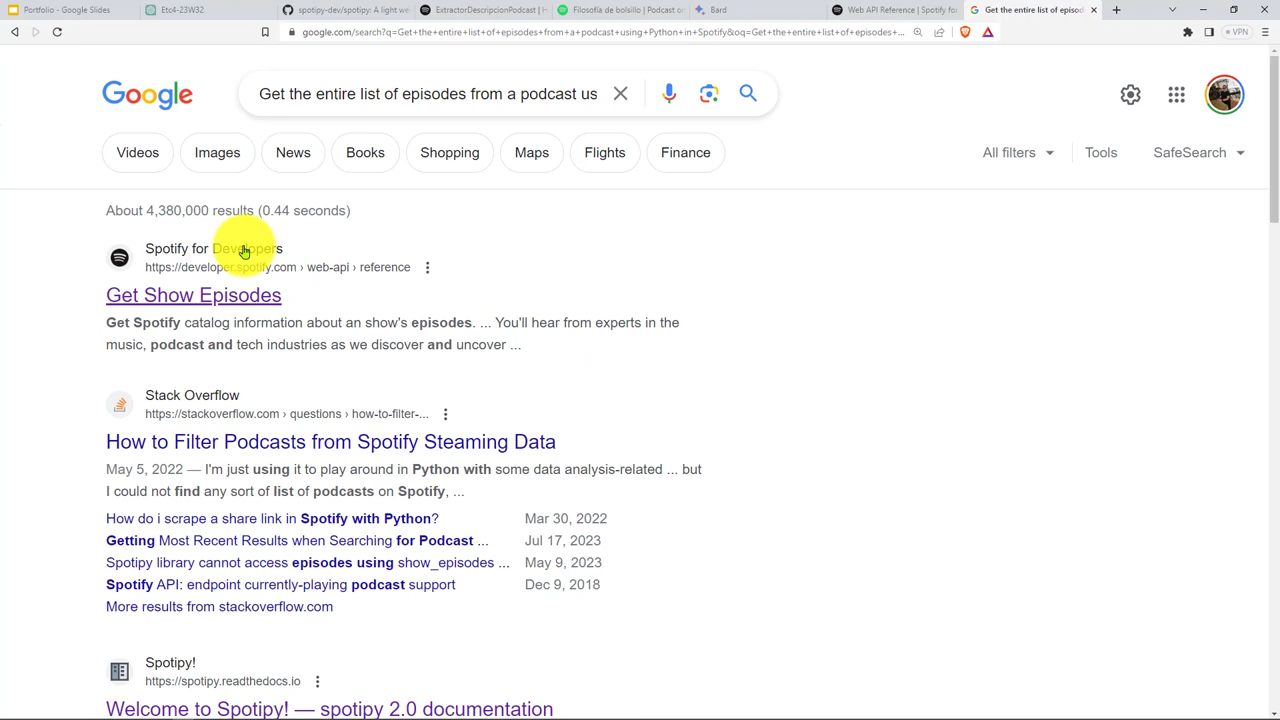 Portfolio - Google Slides
Etc4-23W32
spotipy-dev/spotipy: A light we
ExtractorDescripcionPodcast | H
Filosofía de bolsillo | Podcast on
Bard
Web API Reference | Spotify for
Get the entire list of episodes
google.com/search?q=Get+the+entire+list+of+episodes+from+a+podcast+using+Python+in+Spotify&oq=Get+the+entire+list+of+episodes+...
VPN
Google
Get the entire list of episodes from a podcast us
Videos
Images
News
Books
Shopping
Maps
Flights
Finance
All filters
Tools
SafeSearch
About 4,380,000 results (0.44 seconds)
Spotify for Developers
https://developer.spotify.com › web-api › reference
Get Show Episodes
Get Spotify catalog information about an show's episodes. ... You'll hear from experts in the
music, podcast and tech industries as we discover and uncover ...
Stack Overflow
https://stackoverflow.com › questions › how-to-filter-...
How to Filter Podcasts from Spotify Steaming Data
May 5, 2022 — I'm just using it to play around in Python with some data analysis-related ... but
I could not find any sort of list of podcasts on Spotify, ...
How do i scrape a share link in Spotify with Python? Mar 30, 2022
Getting Most Recent Results when Searching for Podcast ... Jul 17, 2023
Spotipy library cannot access episodes using show_episodes ... May 9, 2023
Spotify API: endpoint currently-playing podcast support Dec 9, 2018
More results from stackoverflow.com
Spotipy!
https://spotipy.readthedocs.io
Welcome to Spotipy! — spotipy 2.0 documentation